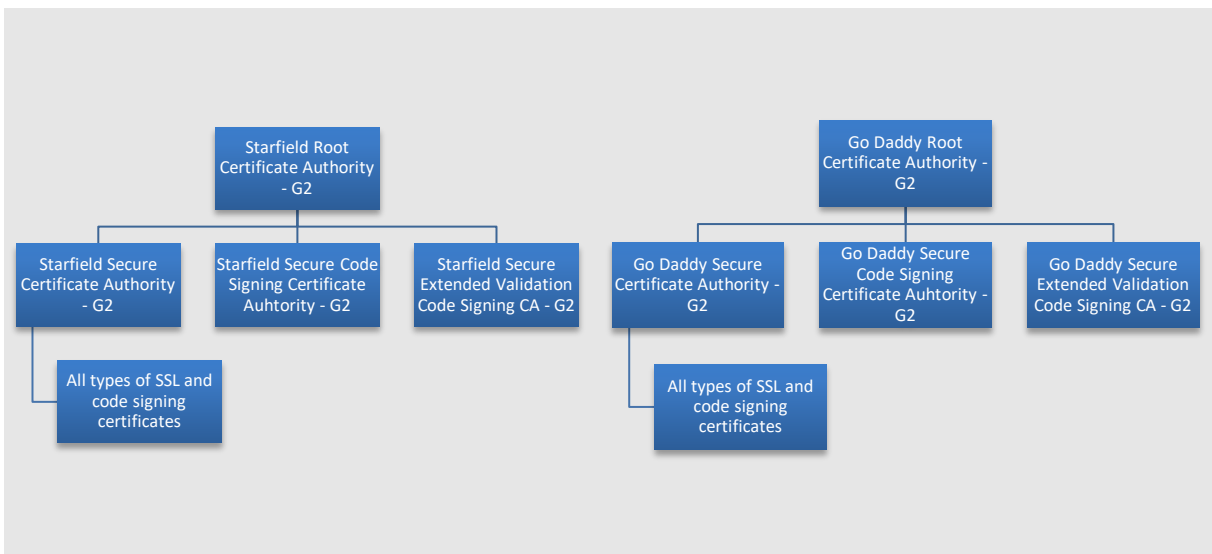 Starfield Root
Certificate Authority
- G2
Starfield Secure
Certificate Authority
- G2
Starfield Secure Code
Signing Certificate
Auhtority - G2
Starfield Secure
Extended Validation
Code Signing CA - G2
All types of SSL and
code signing
certificates
Go Daddy Root
Certificate Authority -
G2
Go Daddy Secure
Certificate Authority -
G2
Go Daddy Secure
Code Signing
Certificate Auhtority -
G2
Go Daddy Secure
Extended Validation
Code Signing CA - G2
All types of SSL and
code signing
certificates